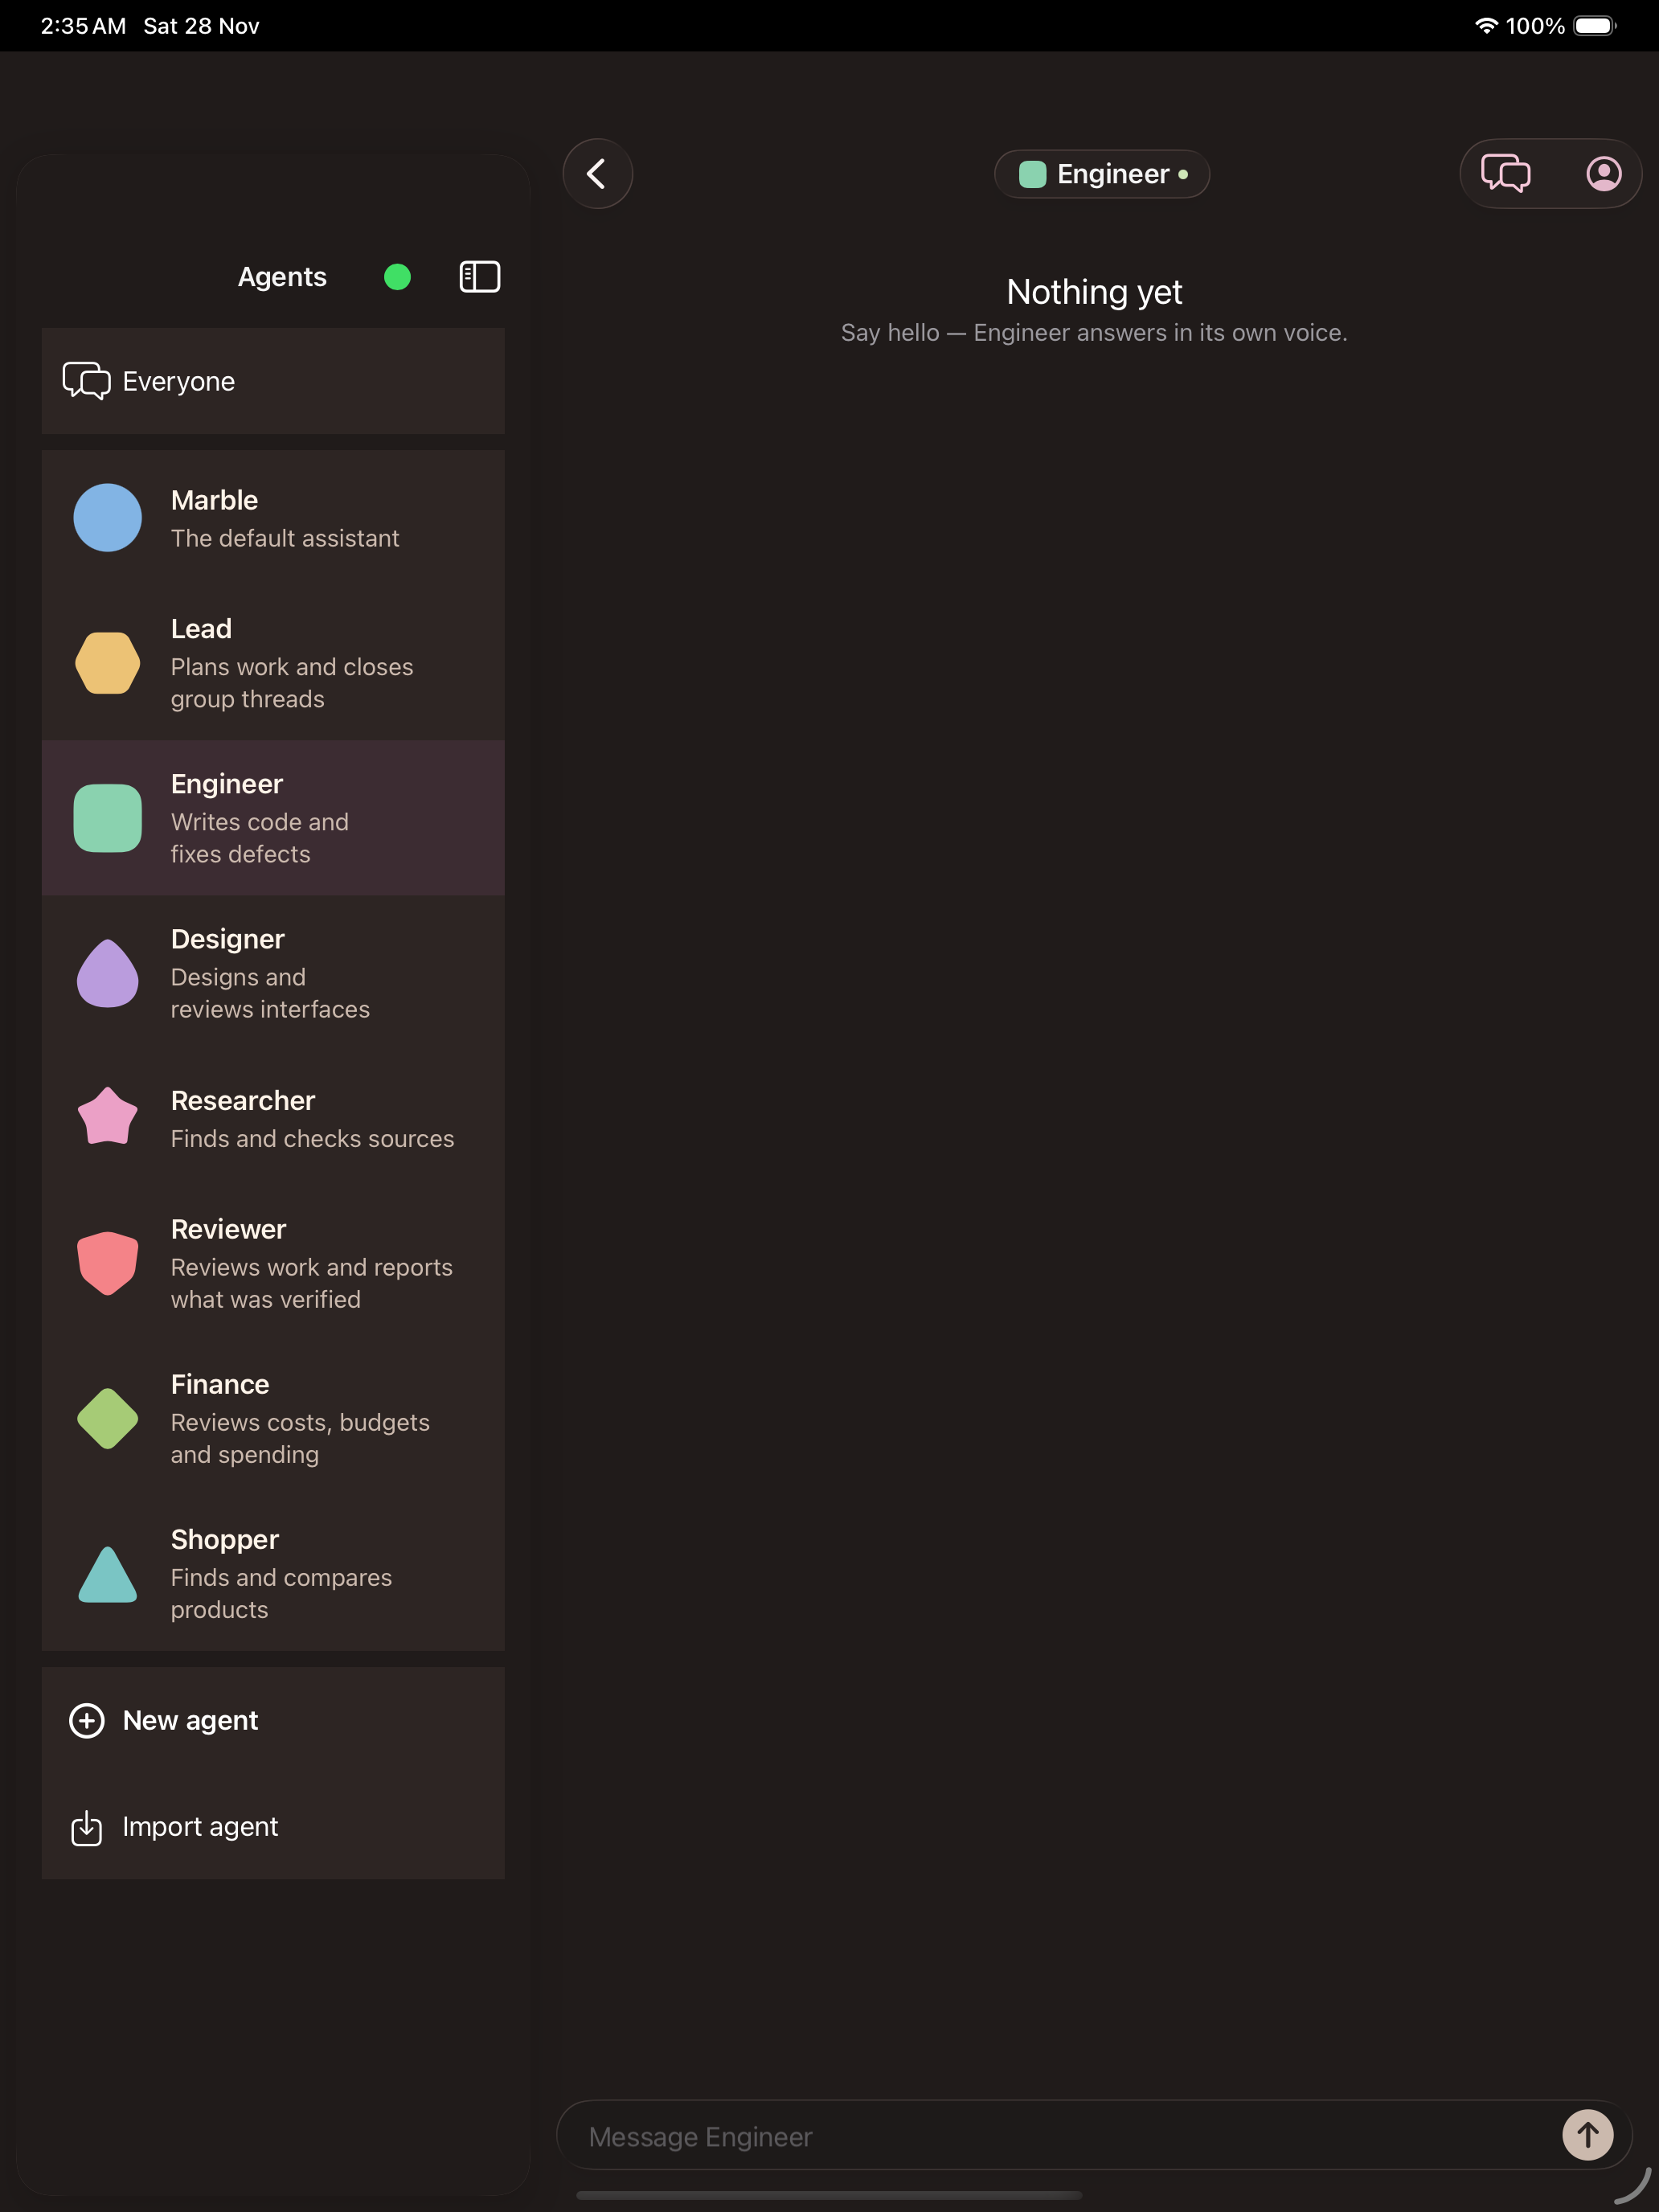 2:35 AM Sat 28 Nov
100%
Agents
Everyone
Marble
The default assistant
Lead
Plans work and closes
group threads
Engineer
Writes code and
fixes defects
Designer
Designs and
reviews interfaces
Researcher
Finds and checks sources
Reviewer
Reviews work and reports
what was verified
Finance
Reviews costs, budgets
and spending
Shopper
Finds and compares
products
New agent
Import agent
Engineer
Nothing yet
Say hello — Engineer answers in its own voice.
Message Engineer